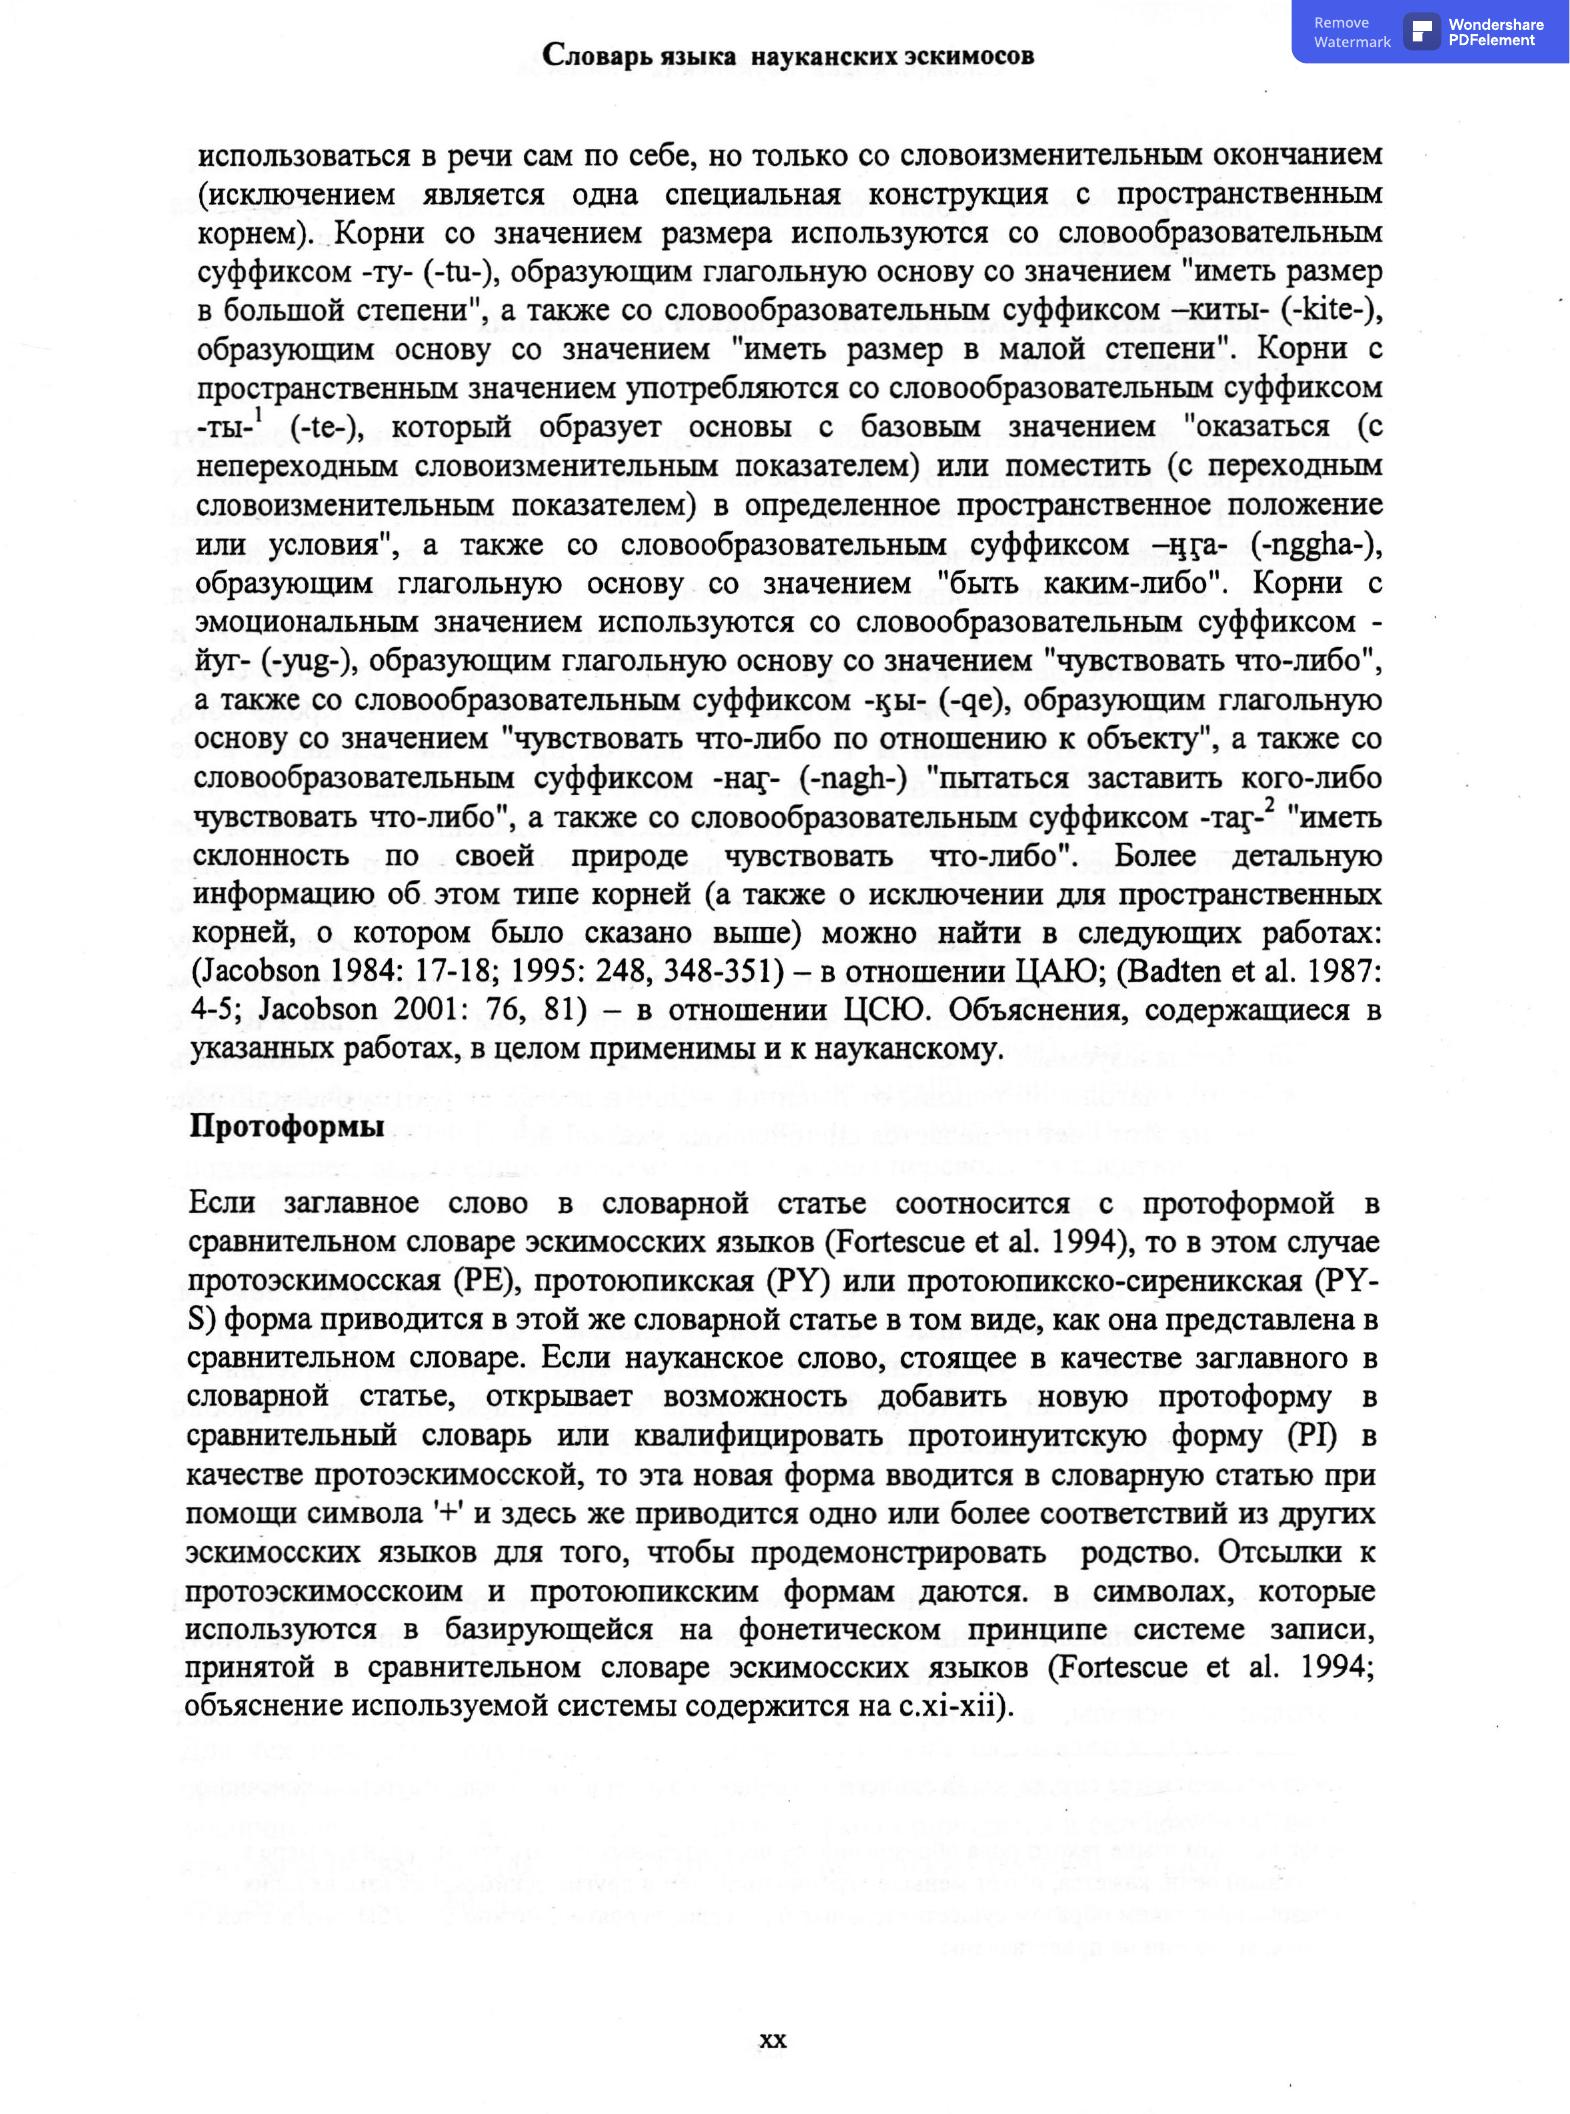 Remove
Watermark
Wondershare
PDFelement
Словарь языка науканских эскимосов
использоваться в речи сам по себе, но только со словоизменительным окончанием
(исключением является одна специальная конструкция с пространственным
корнем). Корни со значением размера используются со словообразовательным
суффиксом -ту- (-tu-), образующим глагольную основу со значением "иметь размер
в большой степени", а также со словообразовательным суффиксом –киты- (-kite-),
образующим основу со значением "иметь размер в малой степени". Корни с
пространственным значением употребляются со словообразовательным суффиксом
-ты-¹ (-te-), который образует основы с базовым значением "оказаться (с
непереходным словоизменительным показателем) или поместить (с переходным
словоизменительным показателем) в определенное пространственное положение
или условия", а также со словообразовательным суффиксом –ңӷа- (-nggha-),
образующим глагольную основу со значением "быть каким-либо". Корни с
эмоциональным значением используются со словообразовательным суффиксом -
йуг- (-yug-), образующим глагольную основу со значением "чувствовать что-либо",
а также со словообразовательным суффиксом -қы- (-qe), образующим глагольную
основу со значением "чувствовать что-либо по отношению к объекту", а также со
словообразовательным суффиксом -наӷ- (-nagh-) "пытаться заставить кого-либо
чувствовать что-либо", а также со словообразовательным суффиксом -таӷ-² "иметь
склонность по своей природе чувствовать что-либо". Более детальную
информацию об этом типе корней (а также о исключении для пространственных
корней, о котором было сказано выше) можно найти в следующих работах:
(Jacobson 1984: 17-18; 1995: 248, 348-351) – в отношении ЦАЮ; (Badten et al. 1987:
4-5; Jacobson 2001: 76, 81) – в отношении ЦСЮ. Объяснения, содержащиеся в
указанных работах, в целом применимы и к науканскому.
Протоформы
Если заглавное слово в словарной статье соотносится с протоформой в
сравнительном словаре эскимосских языков (Fortescue et al. 1994), то в этом случае
протоэскимосская (PE), протоюпикская (PY) или протоюпикско-сиреникская (PY-
S) форма приводится в этой же словарной статье в том виде, как она представлена в
сравнительном словаре. Если науканское слово, стоящее в качестве заглавного в
словарной статье, открывает возможность добавить новую протоформу в
сравнительный словарь или квалифицировать протоинуитскую форму (PI) в
качестве протоэскимосской, то эта новая форма вводится в словарную статью при
помощи символа '+' и здесь же приводится одно или более соответствий из других
эскимосских языков для того, чтобы продемонстрировать родство. Отсылки к
протоэскимосскоим и протоюпикским формам даются. в символах, которые
используются в базирующейся на фонетическом принципе системе записи,
принятой в сравнительном словаре эскимосских языков (Fortescue et al. 1994;
объяснение используемой системы содержится на с.xi-xii).
xx